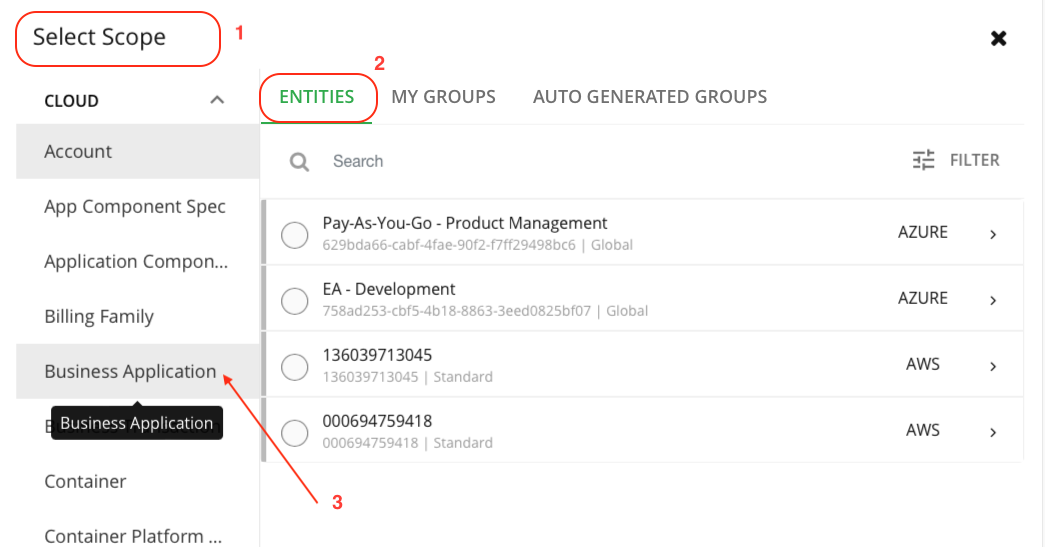 Select Scope
1
2
CLOUD
ENTITIES
MY GROUPS
AUTO GENERATED GROUPS
Account
Search
FILTER
App Component Spec
Application Compon...
Billing Family
Business Application
Business Application
Container
Container Platform ...
Pay-As-You-Go - Product Management
629bda66-cabf-4fae-90f2-f7ff29498bc6 | Global
AZURE
EA - Development
758ad253-cbf5-4b18-8863-3eed0825bf07 | Global
AZURE
136039713045
136039713045 | Standard
AWS
000694759418
000694759418 | Standard
AWS
3